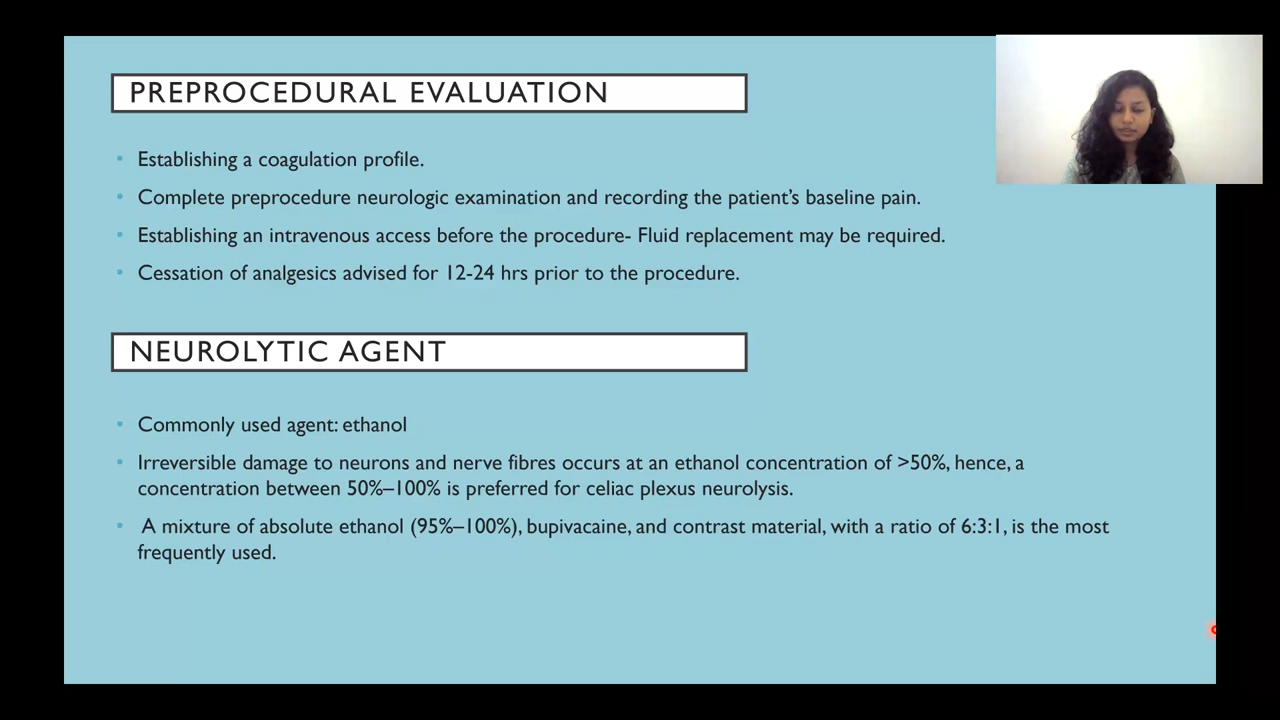 PREPROCEDURAL EVALUATION
• Establishing a coagulation profile.
• Complete preprocedure neurologic examination and recording the patient’s baseline pain.
• Establishing an intravenous access before the procedure- Fluid replacement may be required.
• Cessation of analgesics advised for 12-24 hrs prior to the procedure.
NEUROLYTIC AGENT
• Commonly used agent: ethanol
• Irreversible damage to neurons and nerve fibres occurs at an ethanol concentration of >50%, hence, a
concentration between 50%–100% is preferred for celiac plexus neurolysis.
• A mixture of absolute ethanol (95%–100%), bupivacaine, and contrast material, with a ratio of 6:3:1, is the most
frequently used.